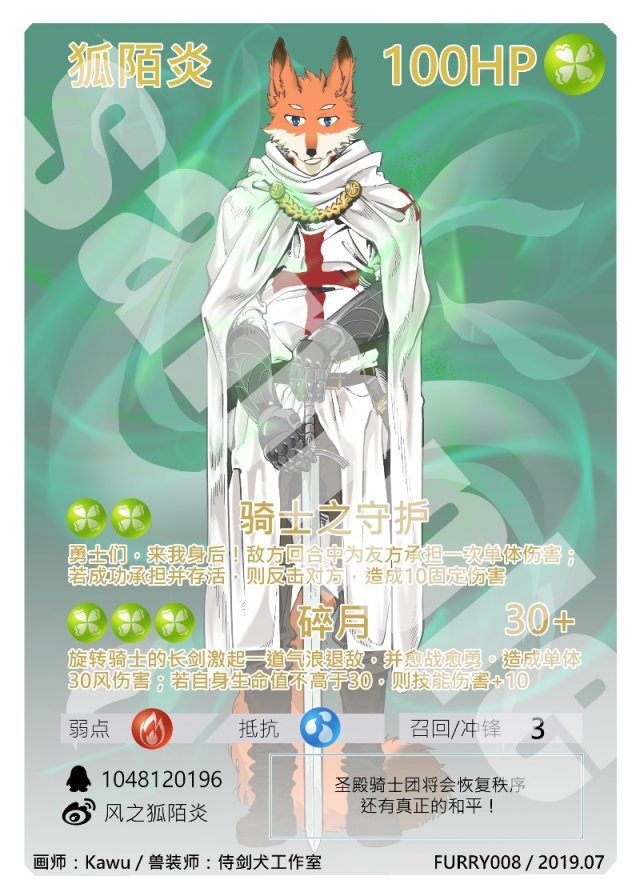 狐陌炎 100HP
骑士之守护
勇士们，来我身后！敌方回合中为友方承担一次单体伤害；
若成功承担并存活，则反击对方，造成10固定伤害
碎月 30+
旋转骑士的长剑激起一道气浪退敌，并愈战愈勇。造成单体
30风伤害；若自身生命值不高于30，则技能伤害+10
弱点 抵抗 召回/冲锋 3
1048120196
风之狐陌炎
圣殿骑士团将会恢复秩序
还有真正的和平！
画师：Kawu / 兽装师：侍剑犬工作室 FURRY008 / 2019.07